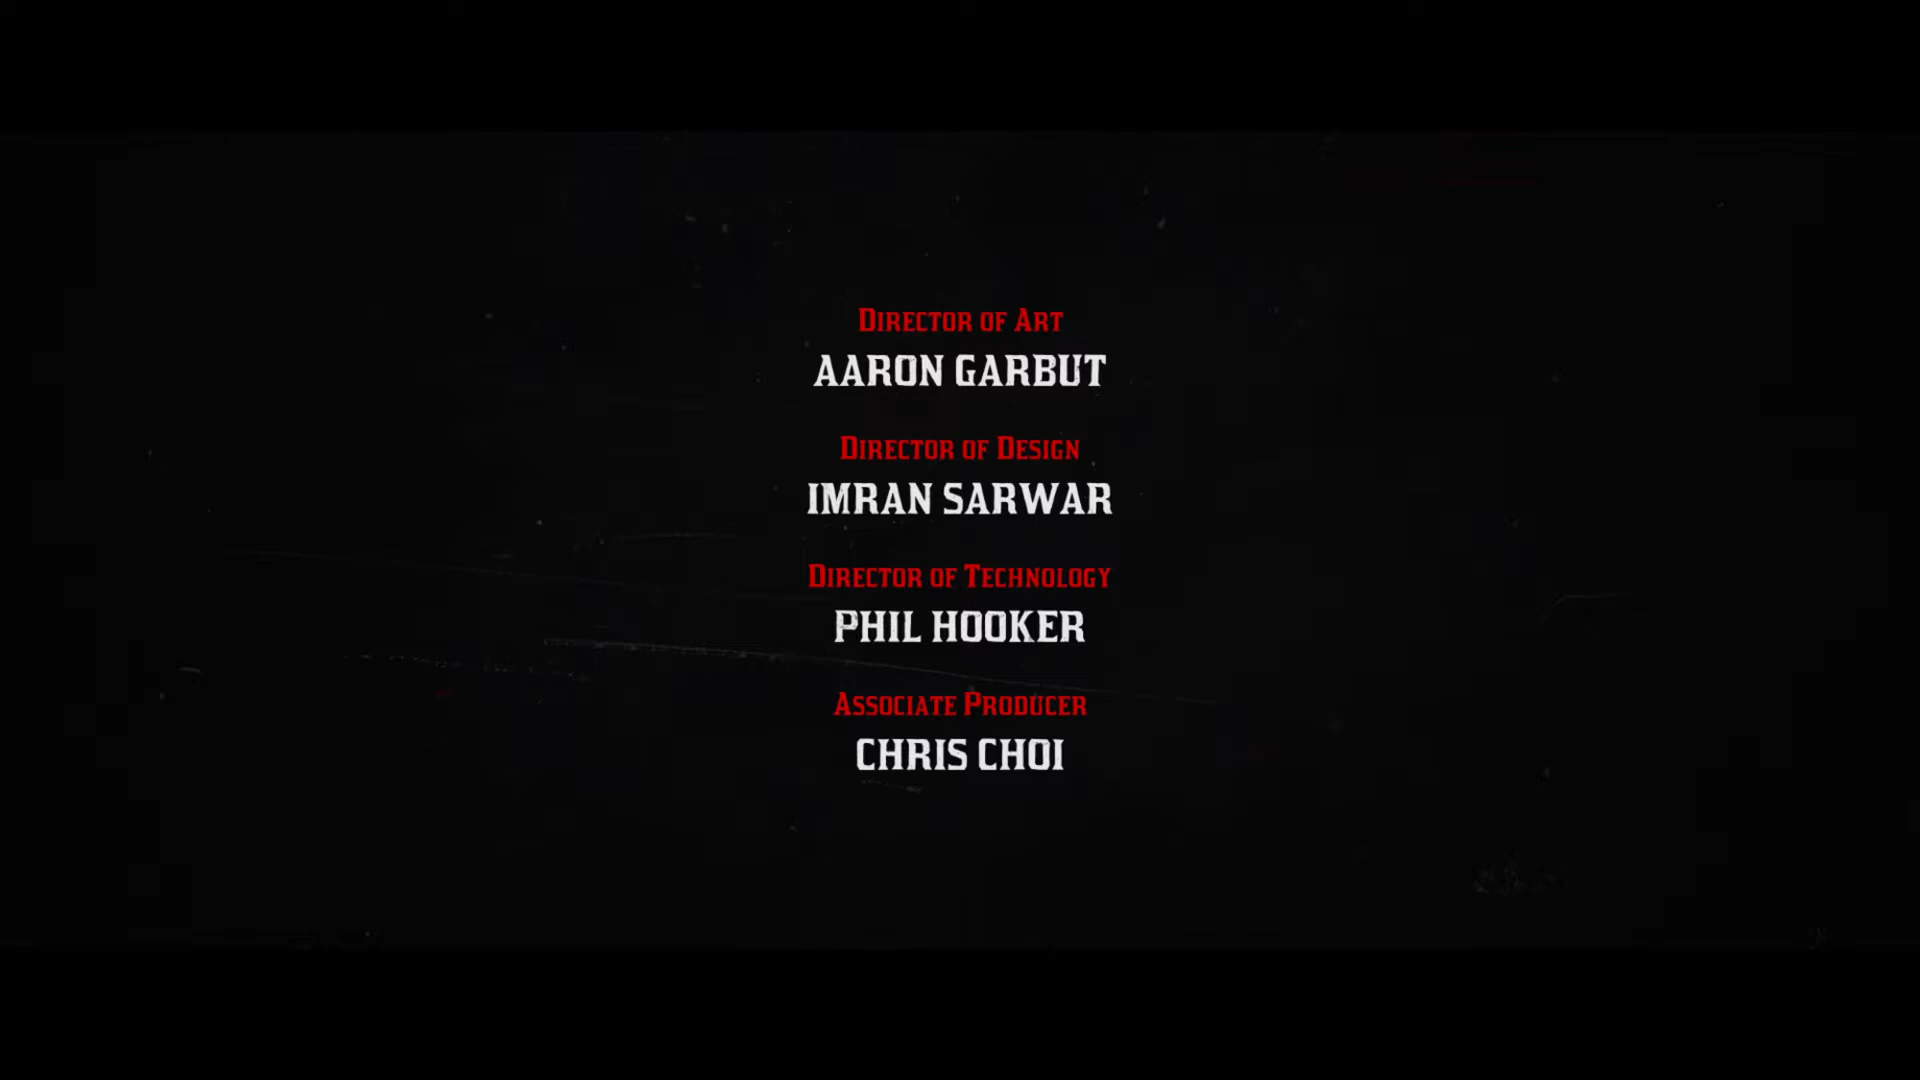 Director of Art
AARON GARBUT
Director of Design
IMRAN SARWAR
Director of Technology
PHIL HOOKER
Associate Producer
CHRIS CHOI